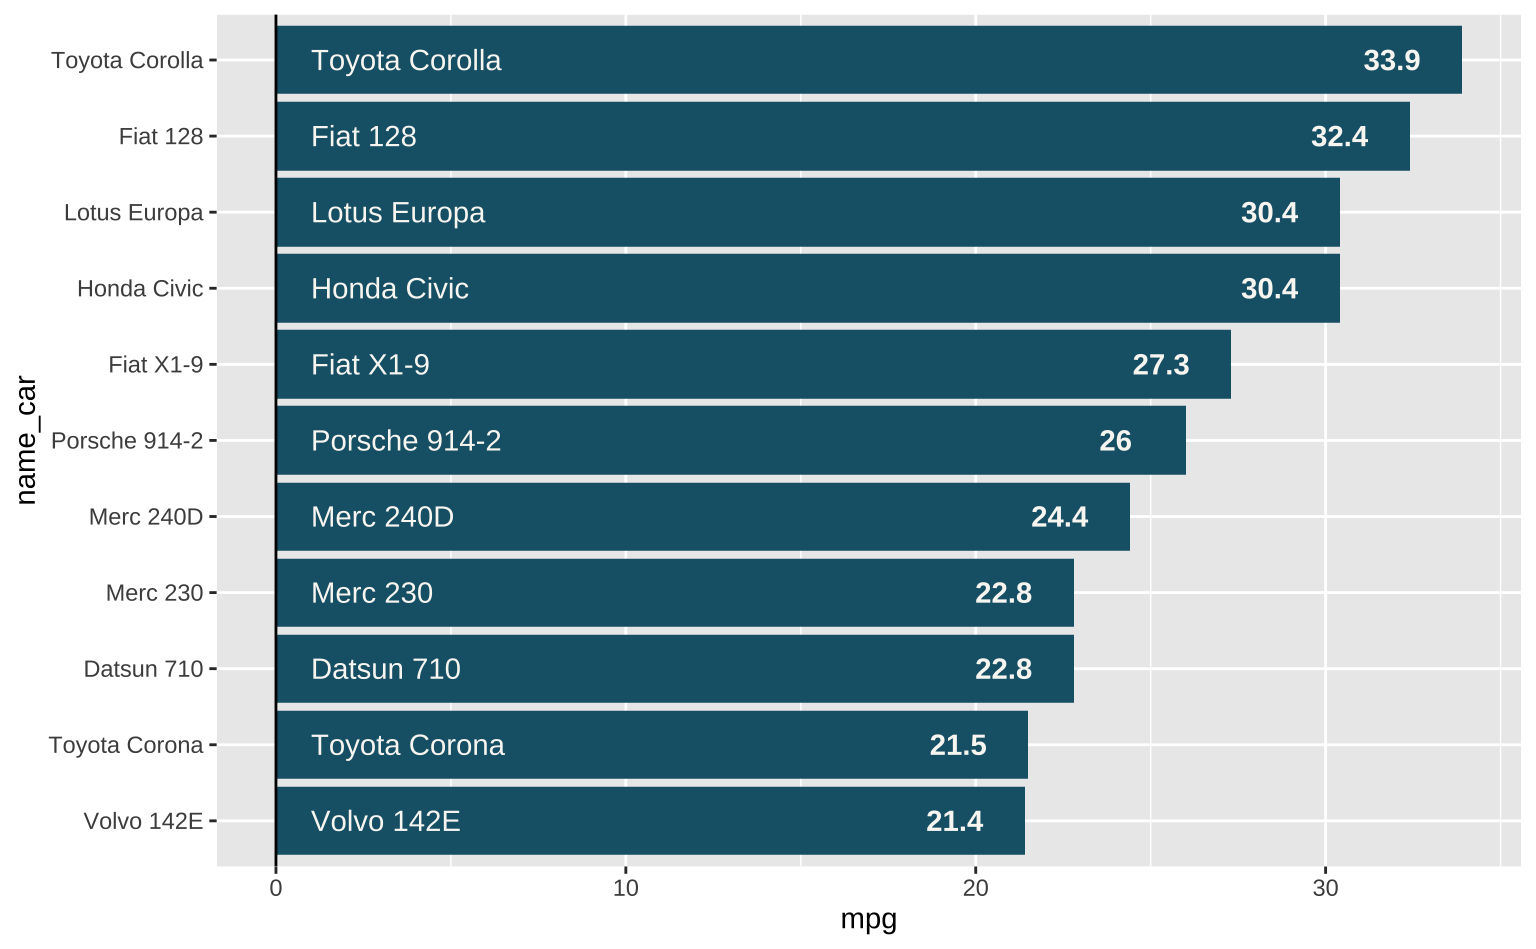 name_car
Toyota Corolla Toyota Corolla 33.9
Fiat 128 Fiat 128 32.4
Lotus Europa Lotus Europa 30.4
Honda Civic Honda Civic 30.4
Fiat X1-9 Fiat X1-9 27.3
Porsche 914-2 Porsche 914-2 26
Merc 240D Merc 240D 24.4
Merc 230 Merc 230 22.8
Datsun 710 Datsun 710 22.8
Toyota Corona Toyota Corona 21.5
Volvo 142E Volvo 142E 21.4
0 10 20 30
mpg